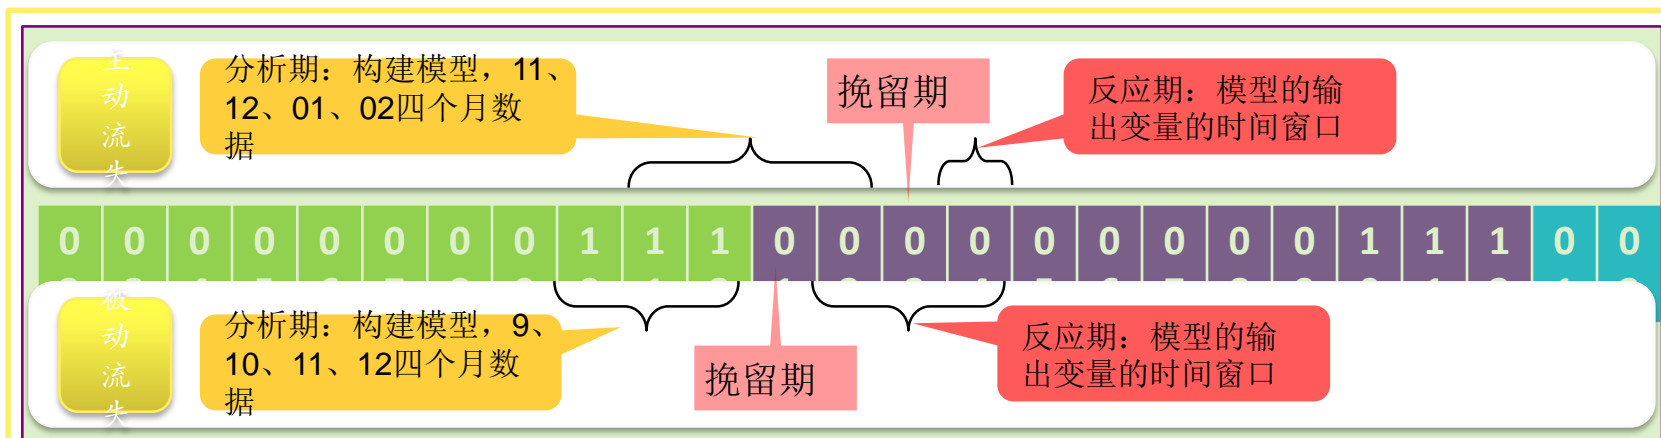 主
动
流
失
分析期：构建模型，11、
12、01、02四个月数
据
挽留期
反应期：模型的输
出变量的时间窗口
0 0 0 0 0 0 0 0 1 1 1 0 0 0 0 0 0 0 0 0 1 1 1 0 0
被
动
流
失
分析期：构建模型，9、
10、11、12四个月数
据
挽留期
反应期：模型的输
出变量的时间窗口